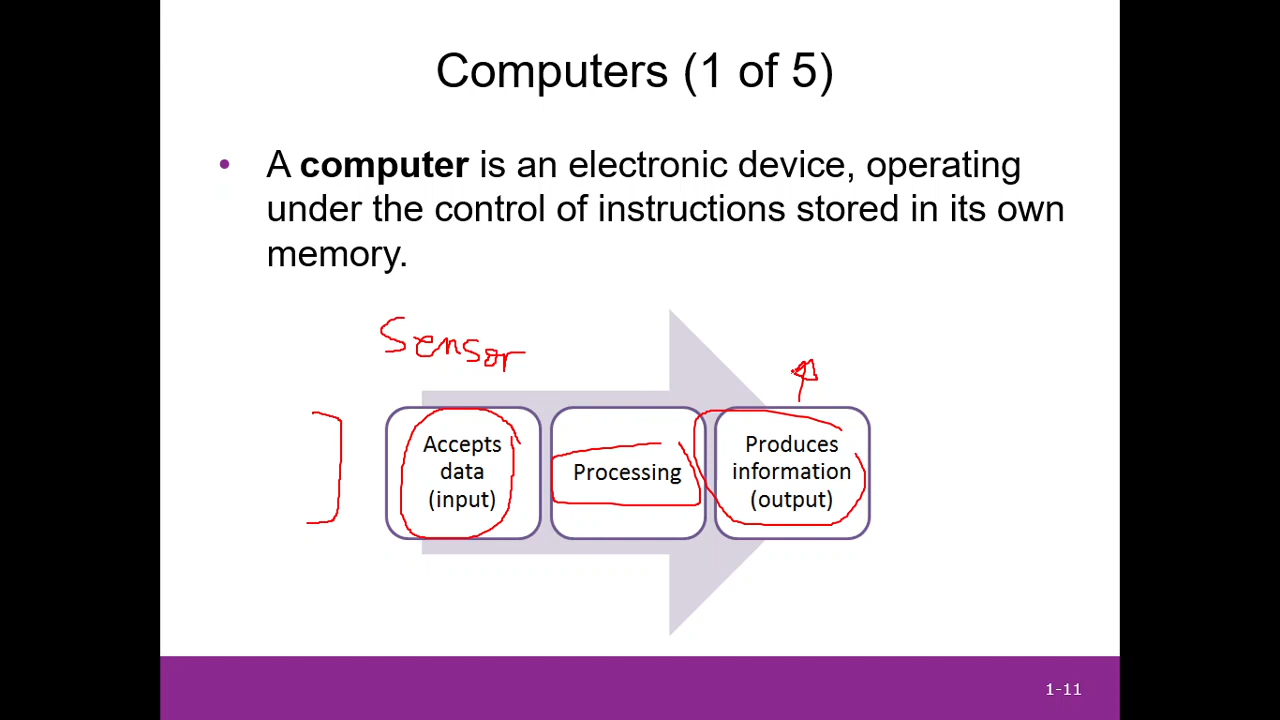 Computers (1 of 5)
• A computer is an electronic device, operating
under the control of instructions stored in its own
memory.
Sensor
Accepts
data
(input)
Processing
Produces
information
(output)
1-11